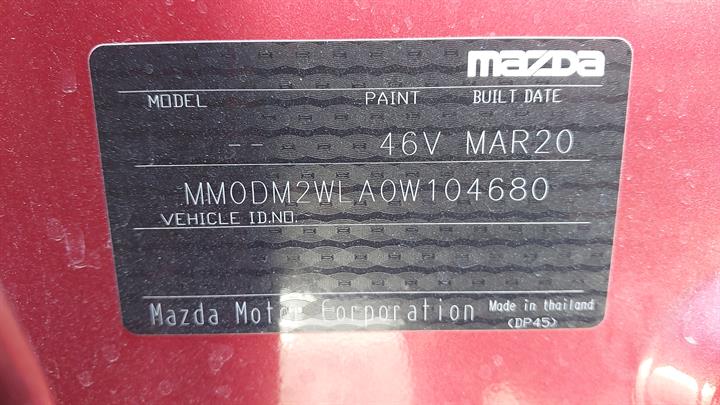 mazda
MODEL PAINT BUILT DATE
-- 46V MAR20
MM0DM2WLA0W104680
VEHICLE ID.NO.
Mazda Motor Corporation Made in thailand
(DP45)